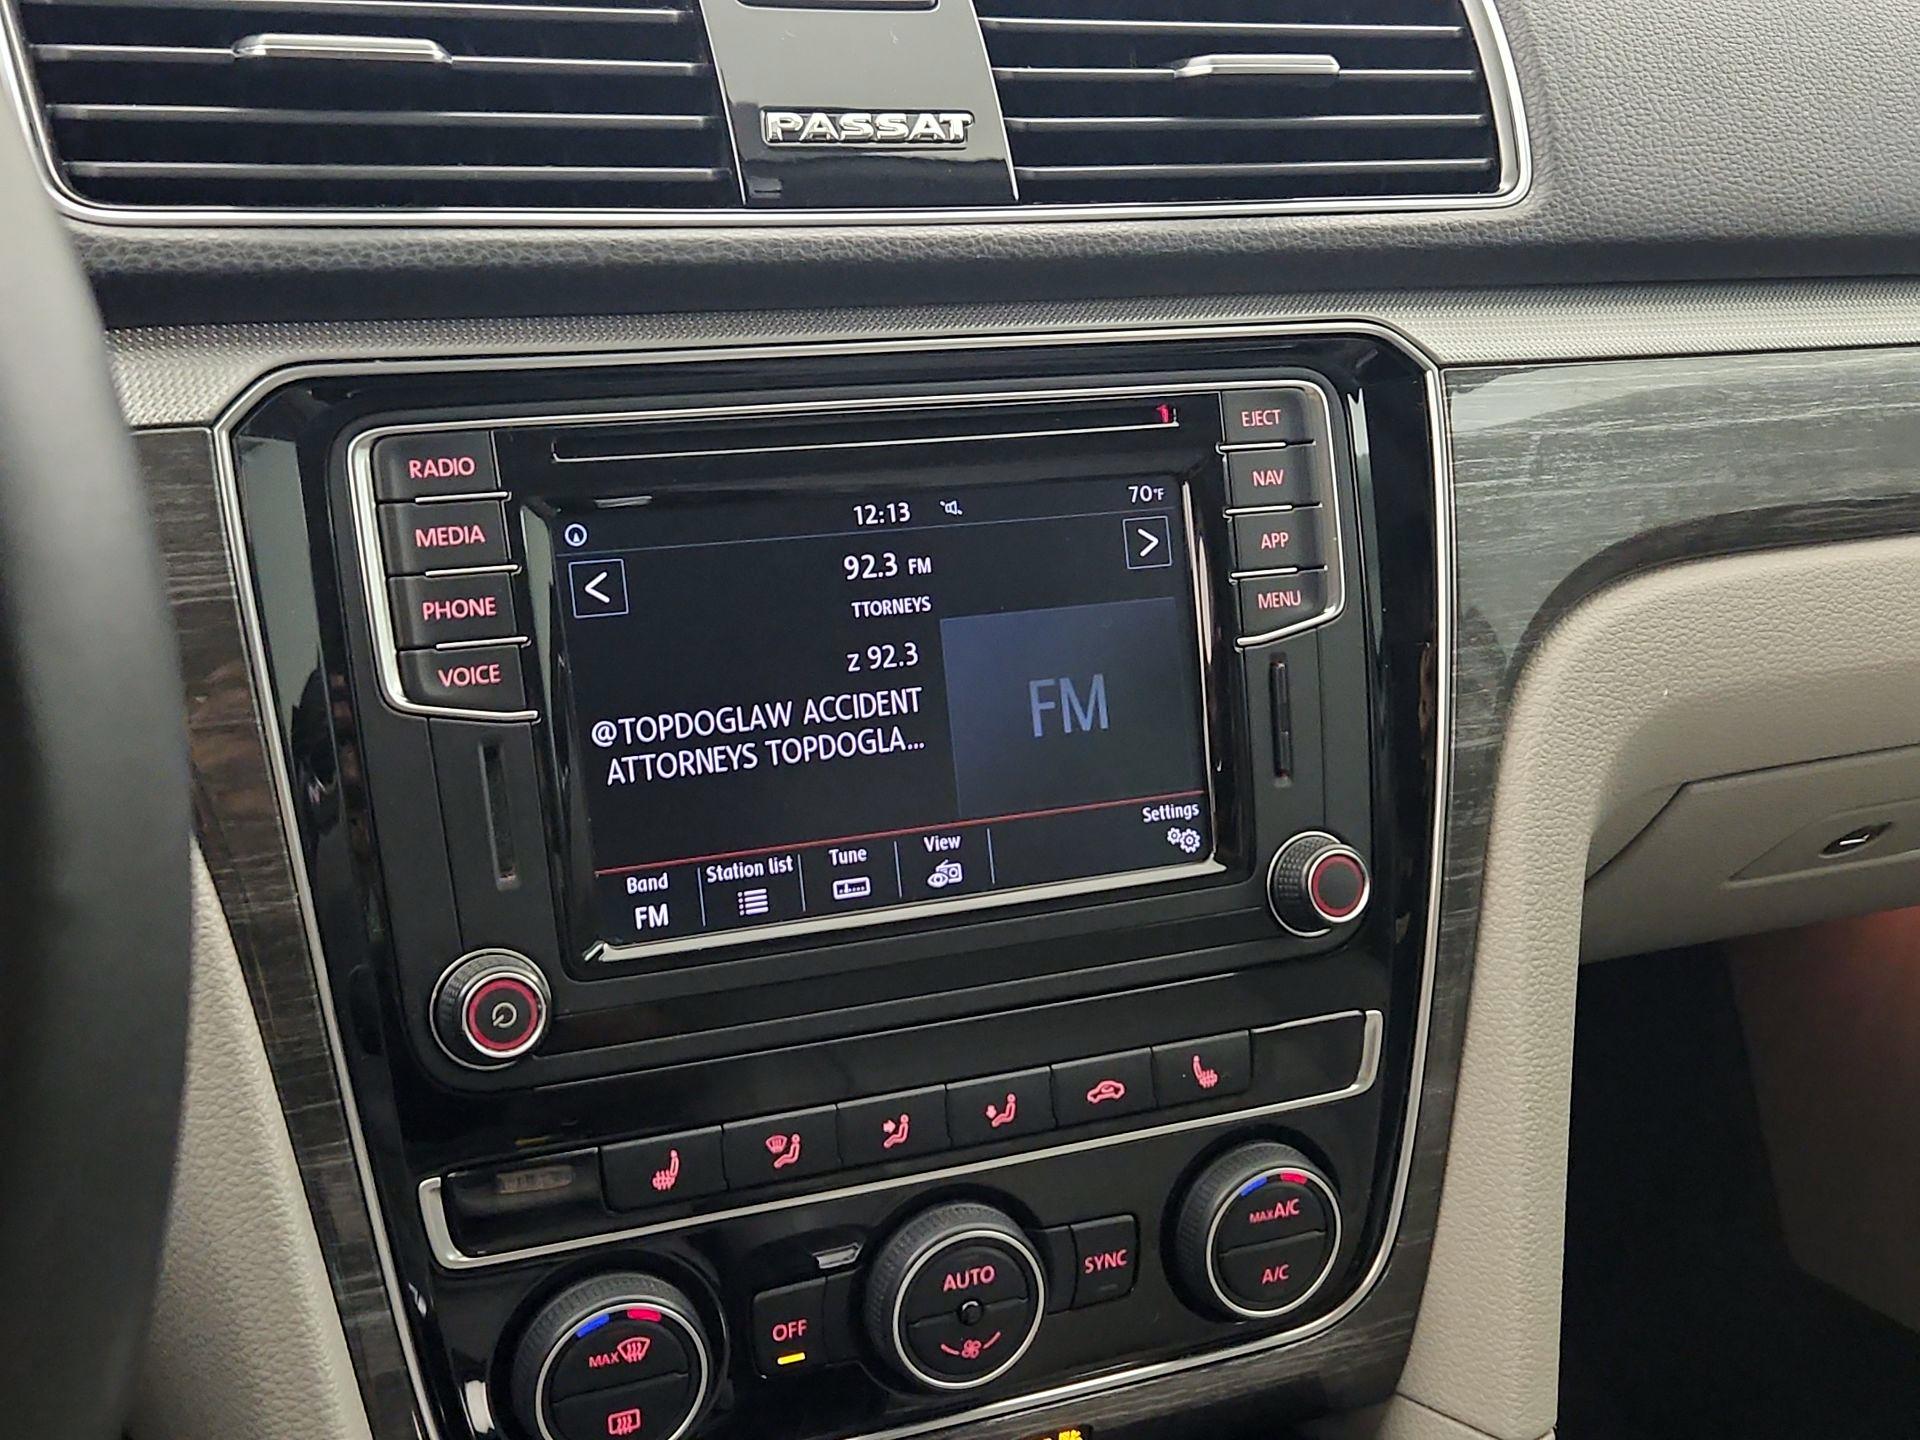 PASSAT
RADIO
MEDIA
PHONE
VOICE
EJECT
NAV
APP
MENU
12:13
70°F
<
>
92.3 FM
TTORNEYS
z 92.3
@TOPDOGLAW ACCIDENT
ATTORNEYS TOPDOGLA...
FM
Band
FM
Station list
Tune
View
Settings
MAX
OFF
AUTO
SYNC
MAX A/C
A/C